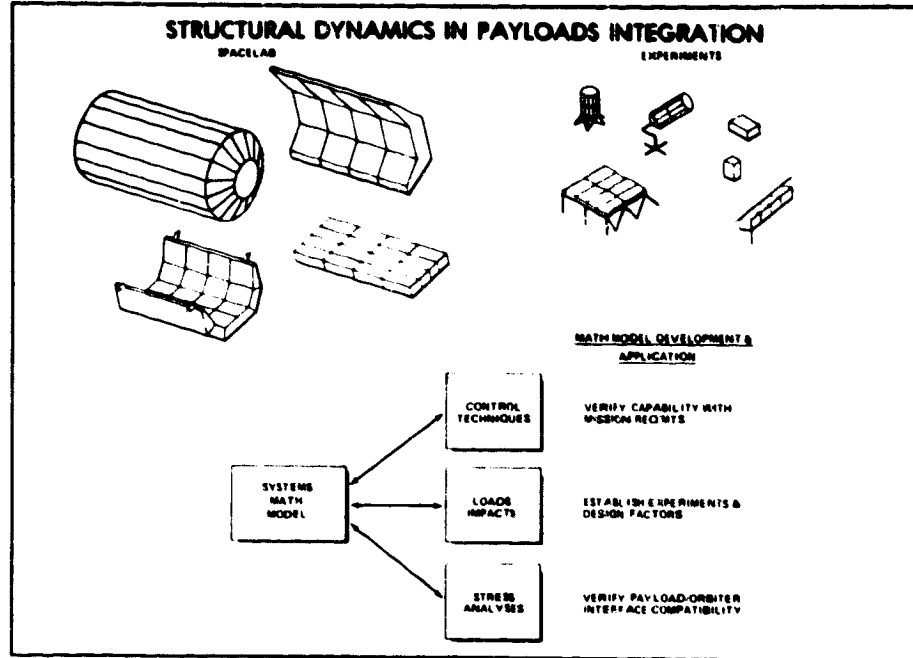 STRUCTURAL DYNAMICS IN PAYLOADS INTEGRATION
SPACELAB
EXPERIMENTS
MATH MODEL DEVELOPMENT &
APPLICATION
CONTROL
TECHNIQUES
VERIFY CAPABILITY WITH
MISSION REQMTS
SYSTEMS
MATH
MODEL
LOADS
IMPACTS
ESTABLISH EXPERIMENTS &
DESIGN FACTORS
STRESS
ANALYSES
VERIFY PAYLOAD/ORBITER
INTERFACE COMPATIBILITY